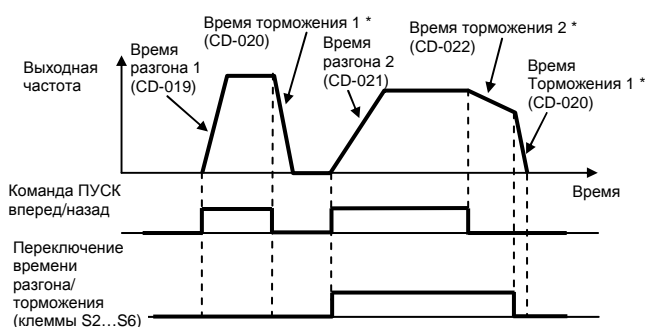 Выходная
частота
Время
разгона 1
(CD-019)
Время торможения 1 *
(CD-020)
Время
разгона 2
(CD-021)
Время торможения 2 *
(CD-022)
Время
Торможения 1 *
(CD-020)
Время
Команда ПУСК
вперед/назад
Переключение
времени
разгона/
торможения
(клеммы S2...S6)